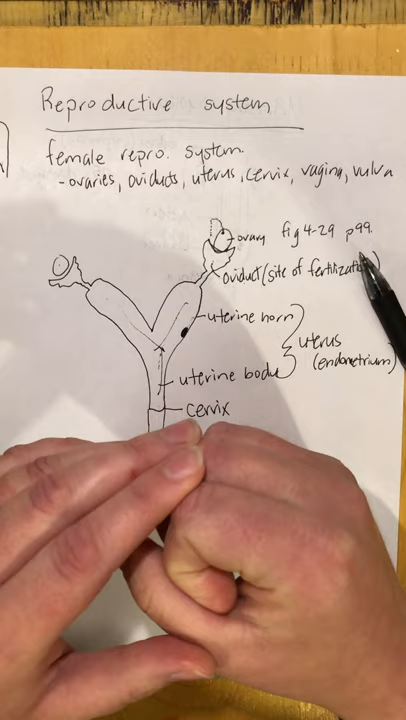 Reproductive system
female repro. system
- ovaries, oviducts, uterus, cervix, vagina, vulva
ovary fig 4-29 p99.
oviduct (site of fertilization)
uterine horn
uterus
(endometrium)
uterine body
cervix